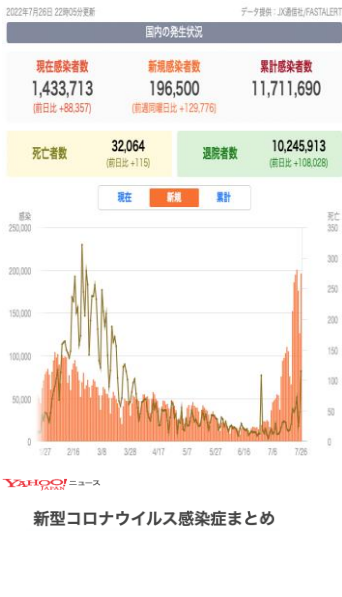 2022年7月26日 22時05分更新 データ提供：JX通信社/FASTALERT
国内の発生状況
現在感染者数 新規感染者数 累計感染者数
1,433,713 196,500 11,711,690
(前日比 +88,357) (前週同曜日比 +129,776)
死亡者数 32,064 (前日比 +115) 退院者数 10,245,913 (前日比 +108,028)
現在 新規 累計
感染 死亡
250,000 350
200,000 300
250
150,000 200
100,000 150
100
50,000 50
0 0
1/27 2/16 3/8 3/28 4/17 5/7 5/27 6/16 7/6 7/26
YAHOO!ニュース
JAPAN
新型コロナウイルス感染症まとめ